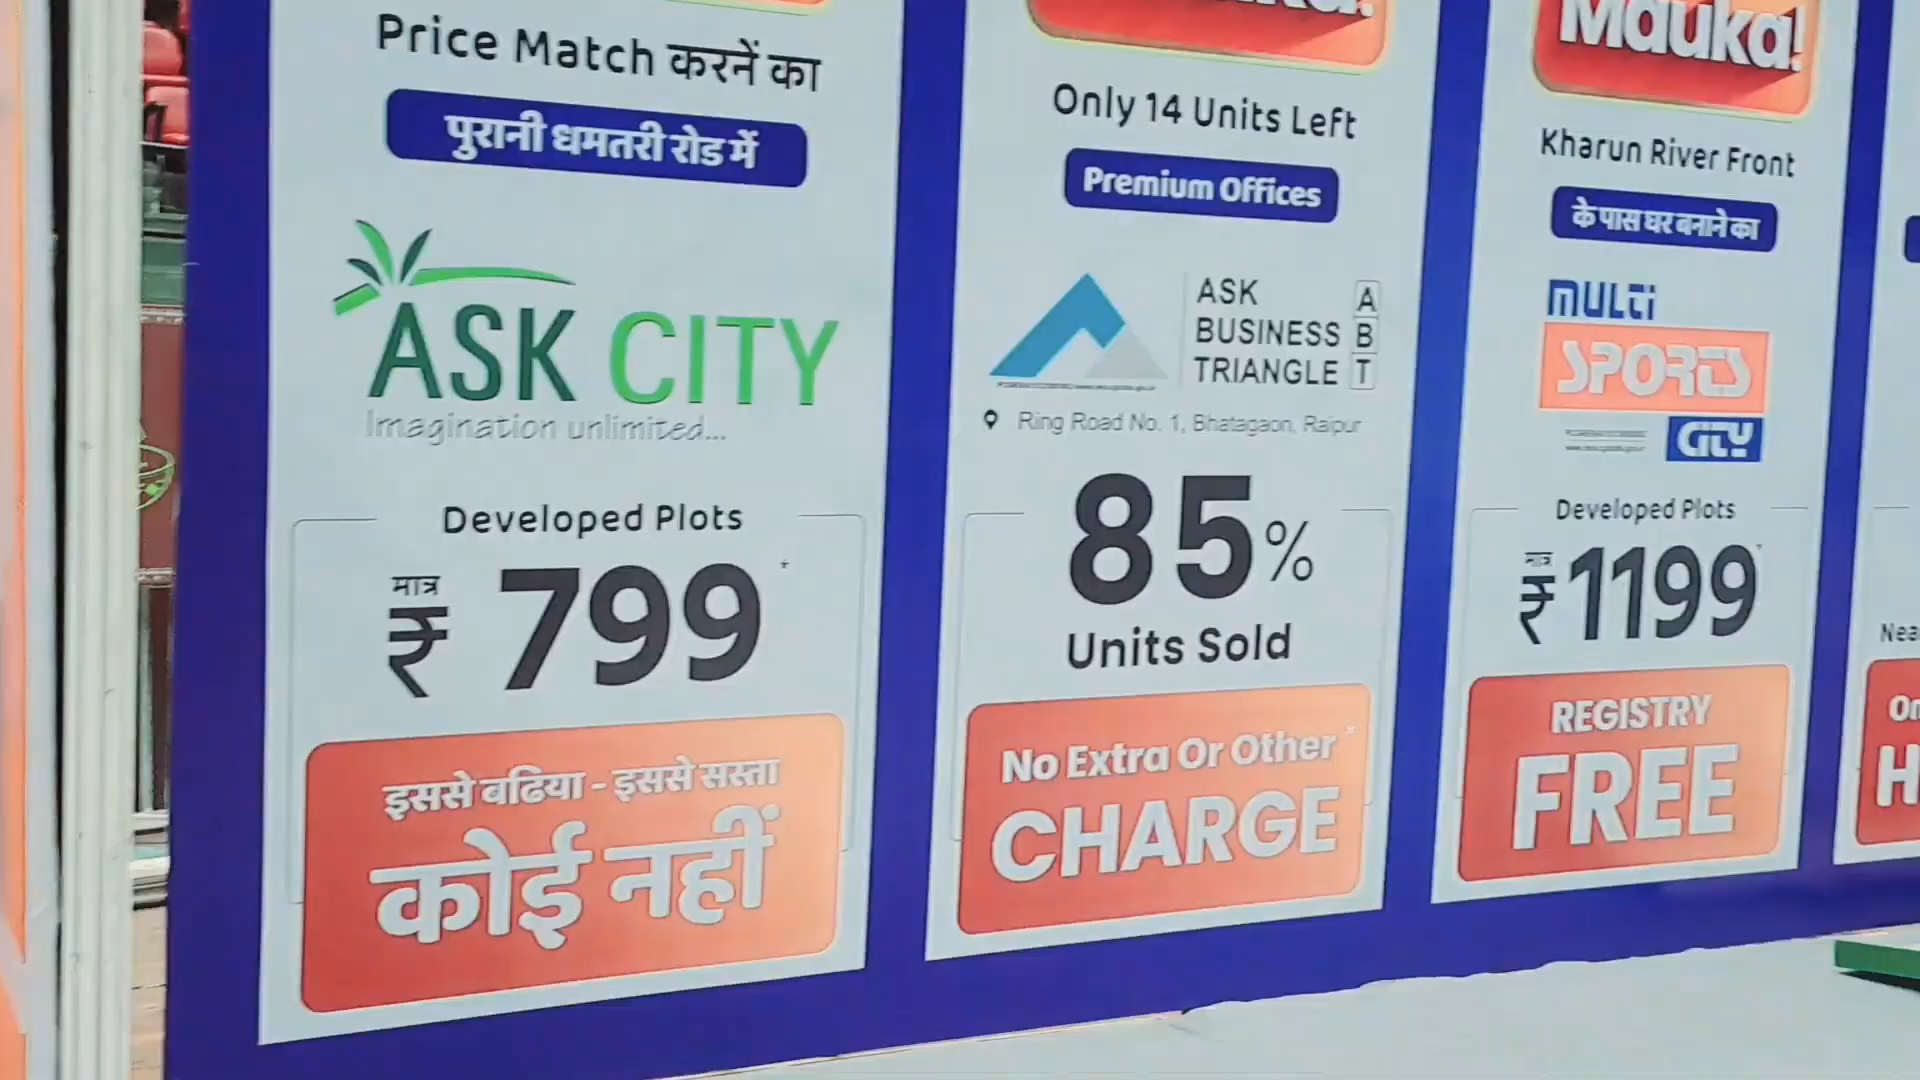 Price Match करनें का
पुरानी धमतरी रोड में
ASK CITY
Imagination unlimited...
Developed Plots
मात्र
₹ 799*
इससे बढिया - इससे सस्ता
कोई नहीं
Only 14 Units Left
Premium Offices
ASK
BUSINESS
TRIANGLE
A
B
T
Ring Road No. 1, Bhatagaon, Raipur
85%
Units Sold
No Extra Or Other*
CHARGE
Mauka!
Kharun River Front
के पास घर बनाने का
MULTI
SPORTS
CITY
Developed Plots
मात्र
₹1199*
REGISTRY
FREE